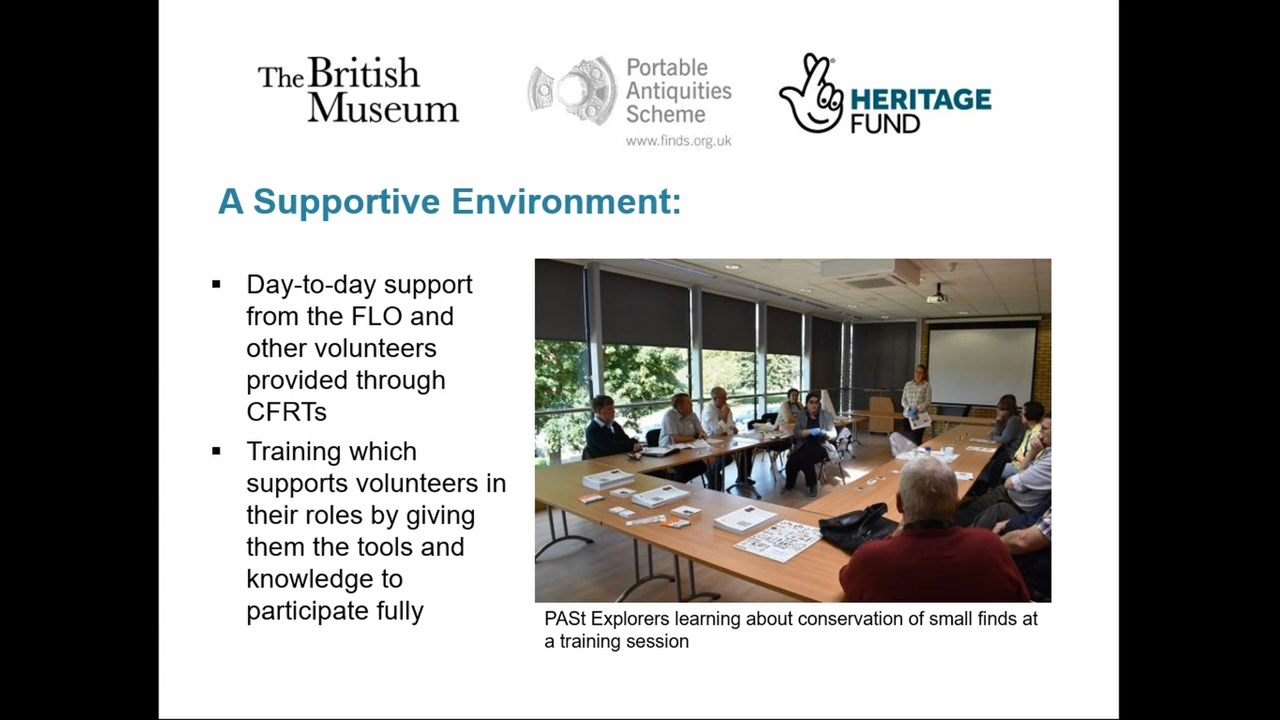 The British
Museum
Portable
Antiquities
Scheme
www.finds.org.uk
HERITAGE
FUND
A Supportive Environment:
▪ Day-to-day support
from the FLO and
other volunteers
provided through
CFRTs
▪ Training which
supports volunteers in
their roles by giving
them the tools and
knowledge to
participate fully
PASt Explorers learning about conservation of small finds at
a training session